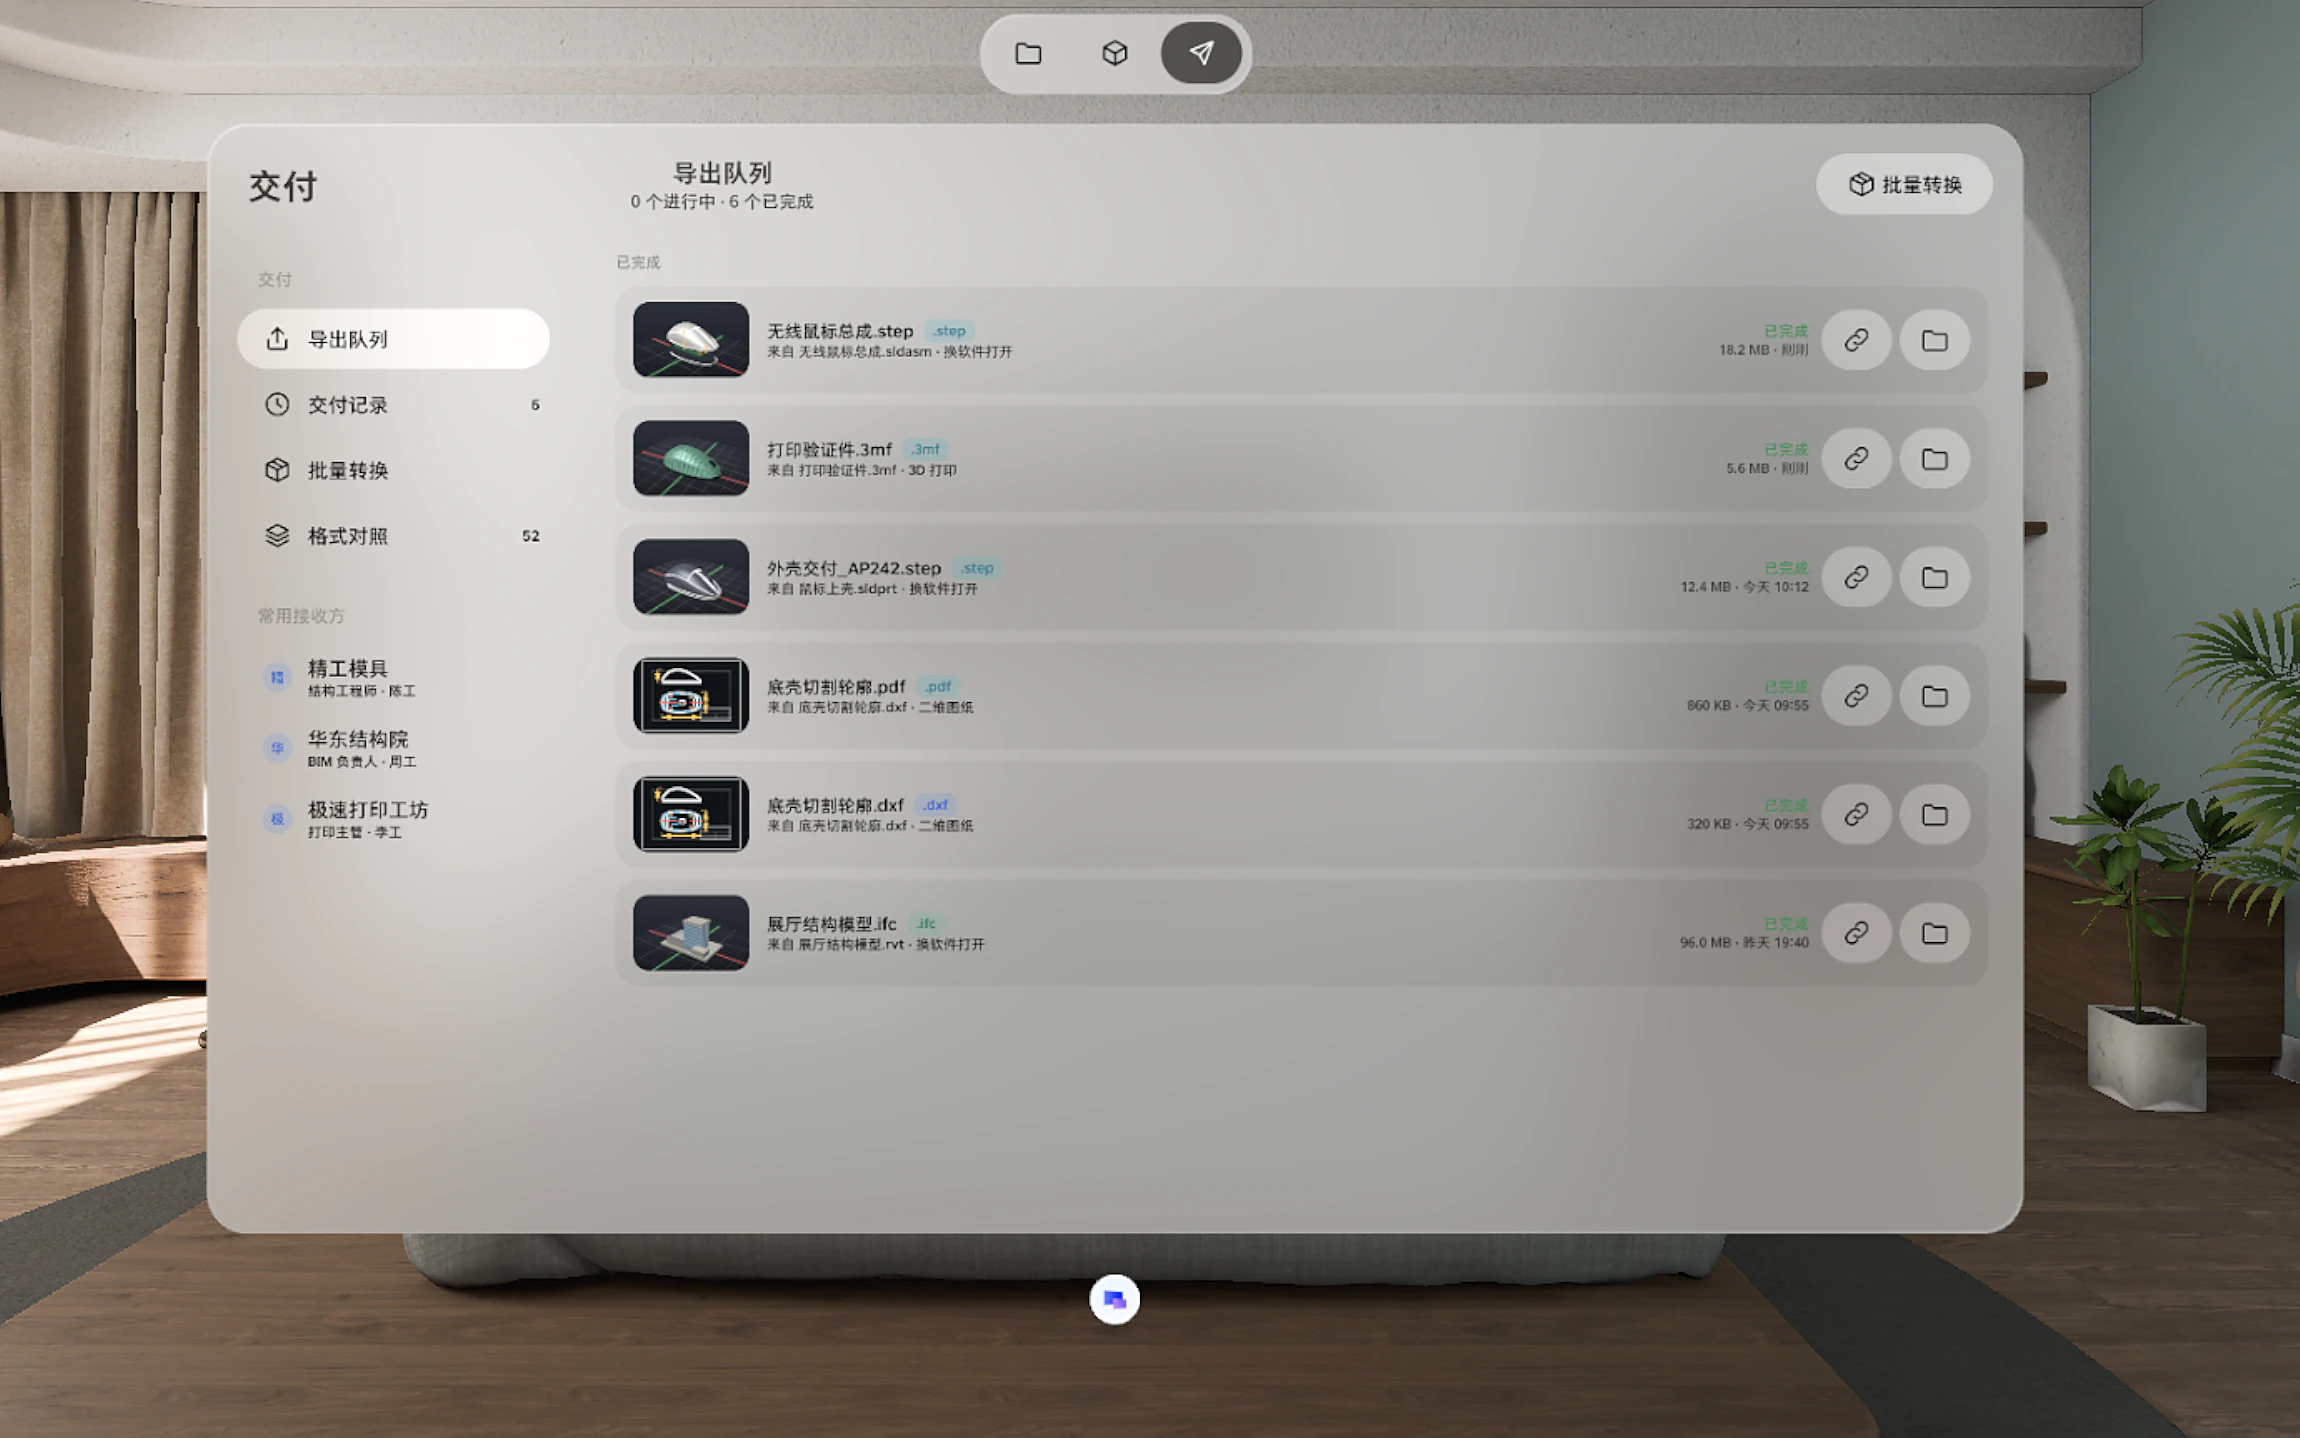 交付
导出队列
0 个进行中 · 6 个已完成
批量转换
交付
导出队列
交付记录 6
批量转换
格式对照 52
常用接收方
精 精工模具
结构工程师 · 陈工
华 华东结构院
BIM 负责人 · 周工
极 极速打印工坊
打印主管 · 李工
已完成
无线鼠标总成.step .step
来自 无线鼠标总成.sldasm · 换软件打开
已完成
18.2 MB · 刚刚
打印验证件.3mf .3mf
来自 打印验证件.3mf · 3D 打印
已完成
5.6 MB · 刚刚
外壳交付_AP242.step .step
来自 鼠标上壳.sldprt · 换软件打开
已完成
12.4 MB · 今天 10:12
底壳切割轮廓.pdf .pdf
来自 底壳切割轮廓.dxf · 二维图纸
已完成
860 KB · 今天 09:55
底壳切割轮廓.dxf .dxf
来自 底壳切割轮廓.dxf · 二维图纸
已完成
320 KB · 今天 09:55
展厅结构模型.ifc .ifc
来自 展厅结构模型.rvt · 换软件打开
已完成
96.0 MB · 昨天 19:40